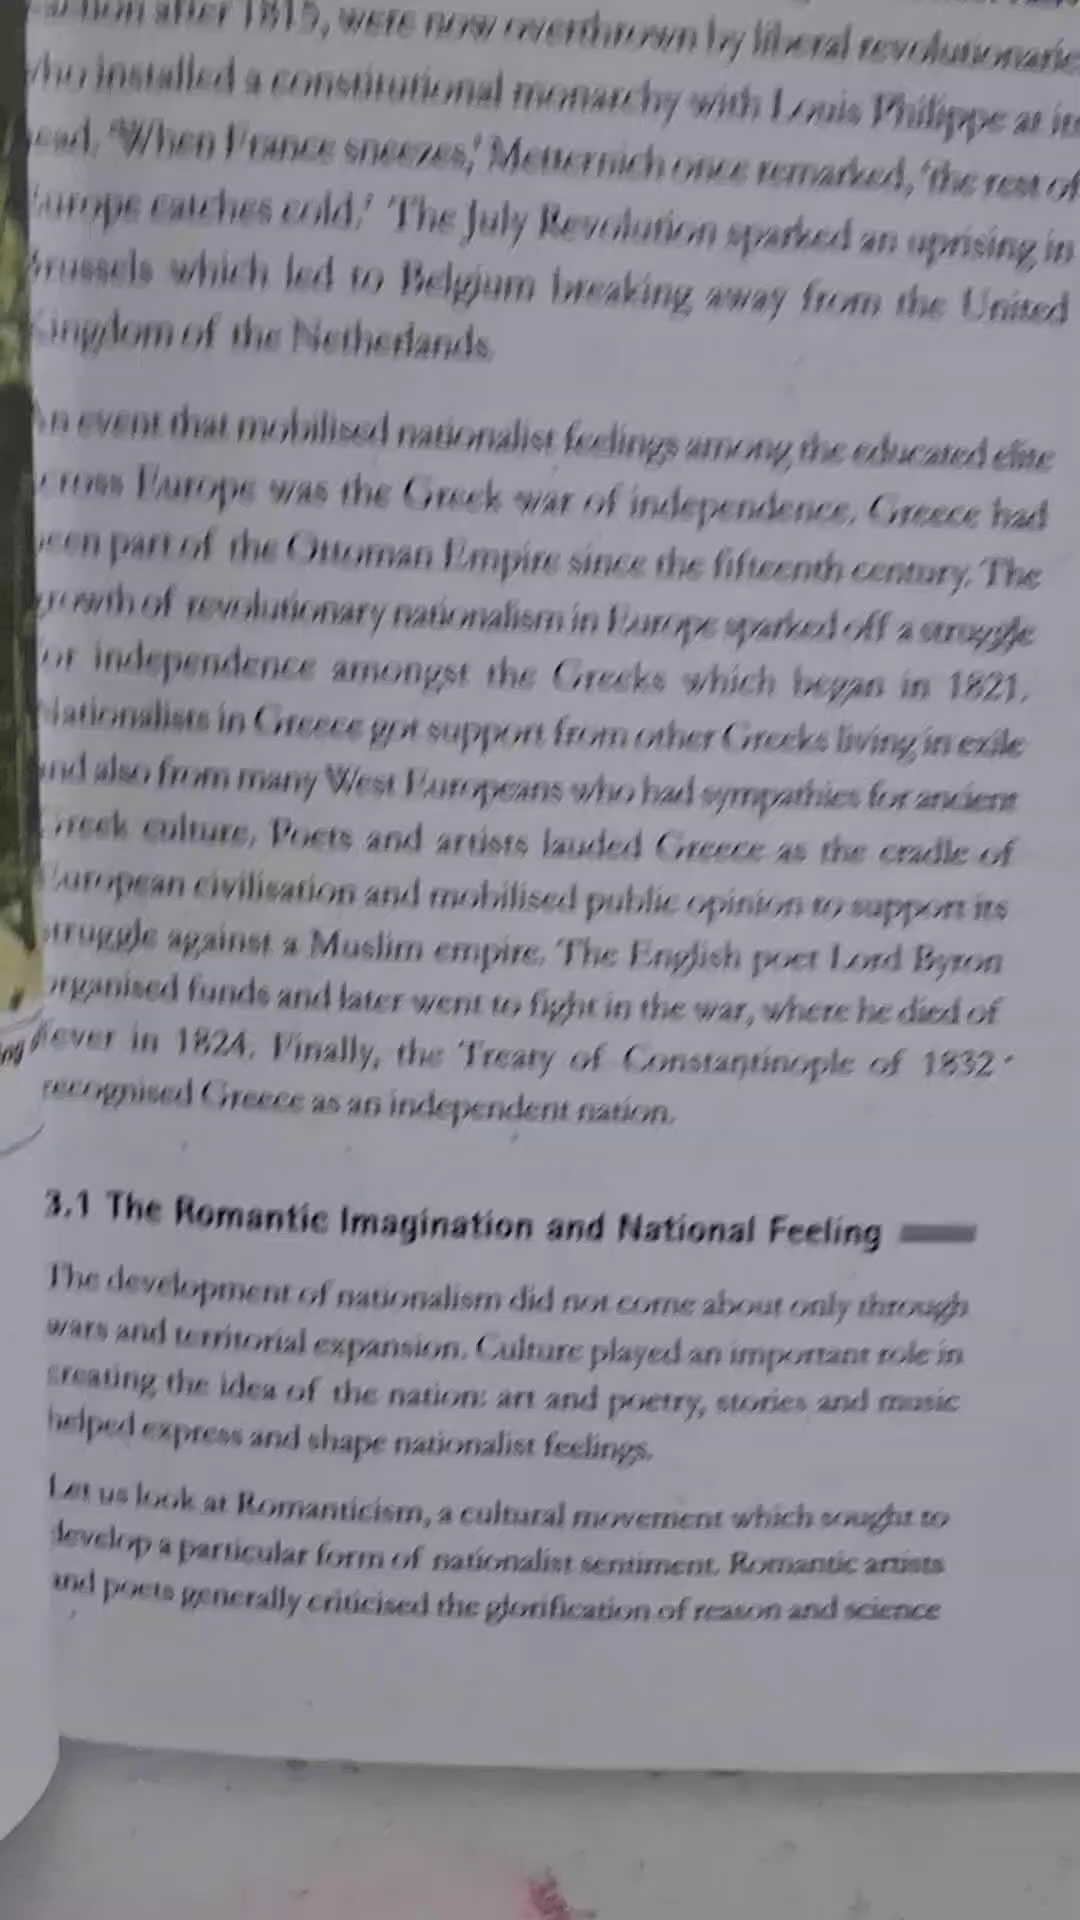 after 1815, were now overthrown by liberal revolutionaries
who installed a constitutional monarchy with Louis Philippe at its
head. 'When France sneezes,' Metternich once remarked, 'the rest of
Europe catches cold.' The July Revolution sparked an uprising in
Brussels which led to Belgium breaking away from the United
Kingdom of the Netherlands.
An event that mobilised nationalist feelings among the educated elite
across Europe was the Greek war of independence. Greece had
been part of the Ottoman Empire since the fifteenth century. The
growth of revolutionary nationalism in Europe sparked off a struggle
for independence amongst the Greeks which began in 1821.
Nationalists in Greece got support from other Greeks living in exile
and also from many West Europeans who had sympathies for ancient
Greek culture. Poets and artists lauded Greece as the cradle of
European civilisation and mobilised public opinion to support its
struggle against a Muslim empire. The English poet Lord Byron
organised funds and later went to fight in the war, where he died of
fever in 1824. Finally, the Treaty of Constantinople of 1832
recognised Greece as an independent nation.
3.1 The Romantic Imagination and National Feeling
The development of nationalism did not come about only through
wars and territorial expansion. Culture played an important role in
creating the idea of the nation: art and poetry, stories and music
helped express and shape nationalist feelings.
Let us look at Romanticism, a cultural movement which sought to
develop a particular form of nationalist sentiment. Romantic artists
and poets generally criticised the glorification of reason and science